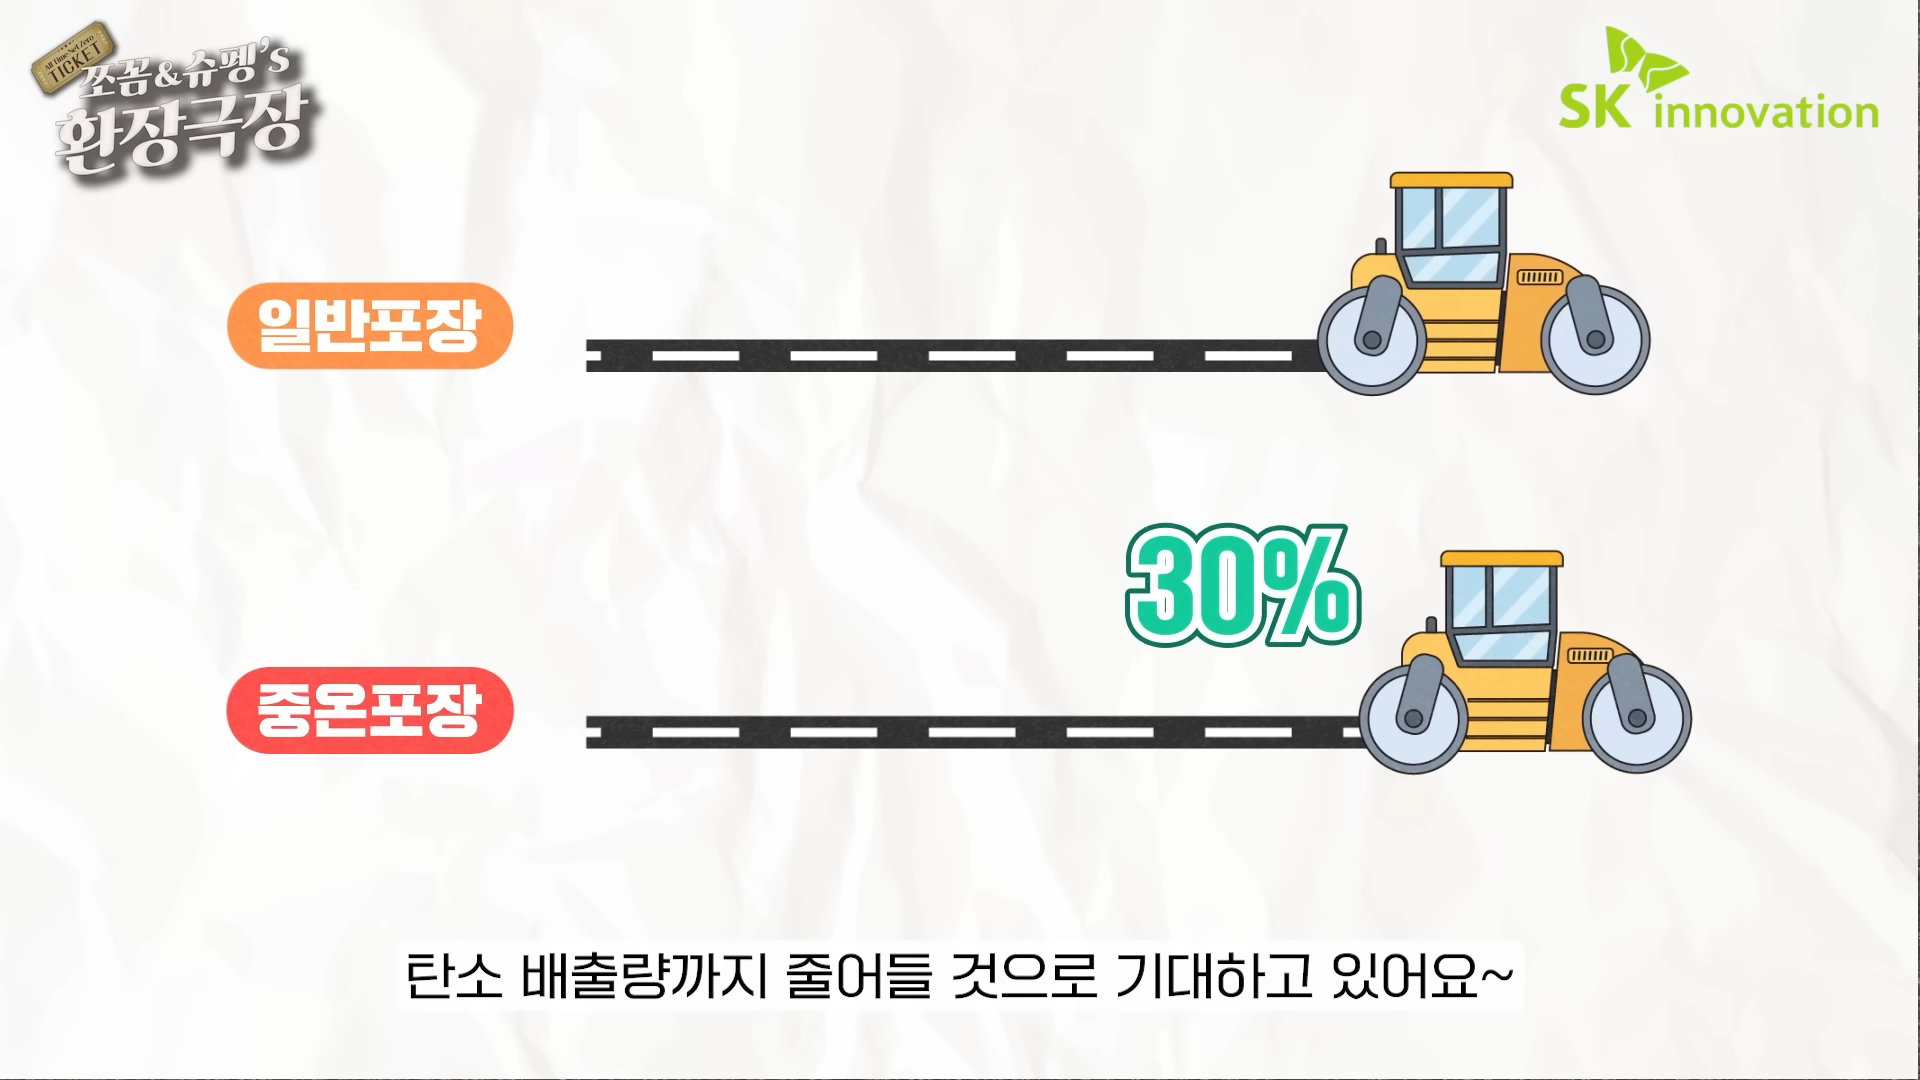 All Time Net Zero
TICKET
쪼꼼&슈펭's
환장극장
SK innovation
일반포장
30%
중온포장
탄소 배출량까지 줄어들 것으로 기대하고 있어요~